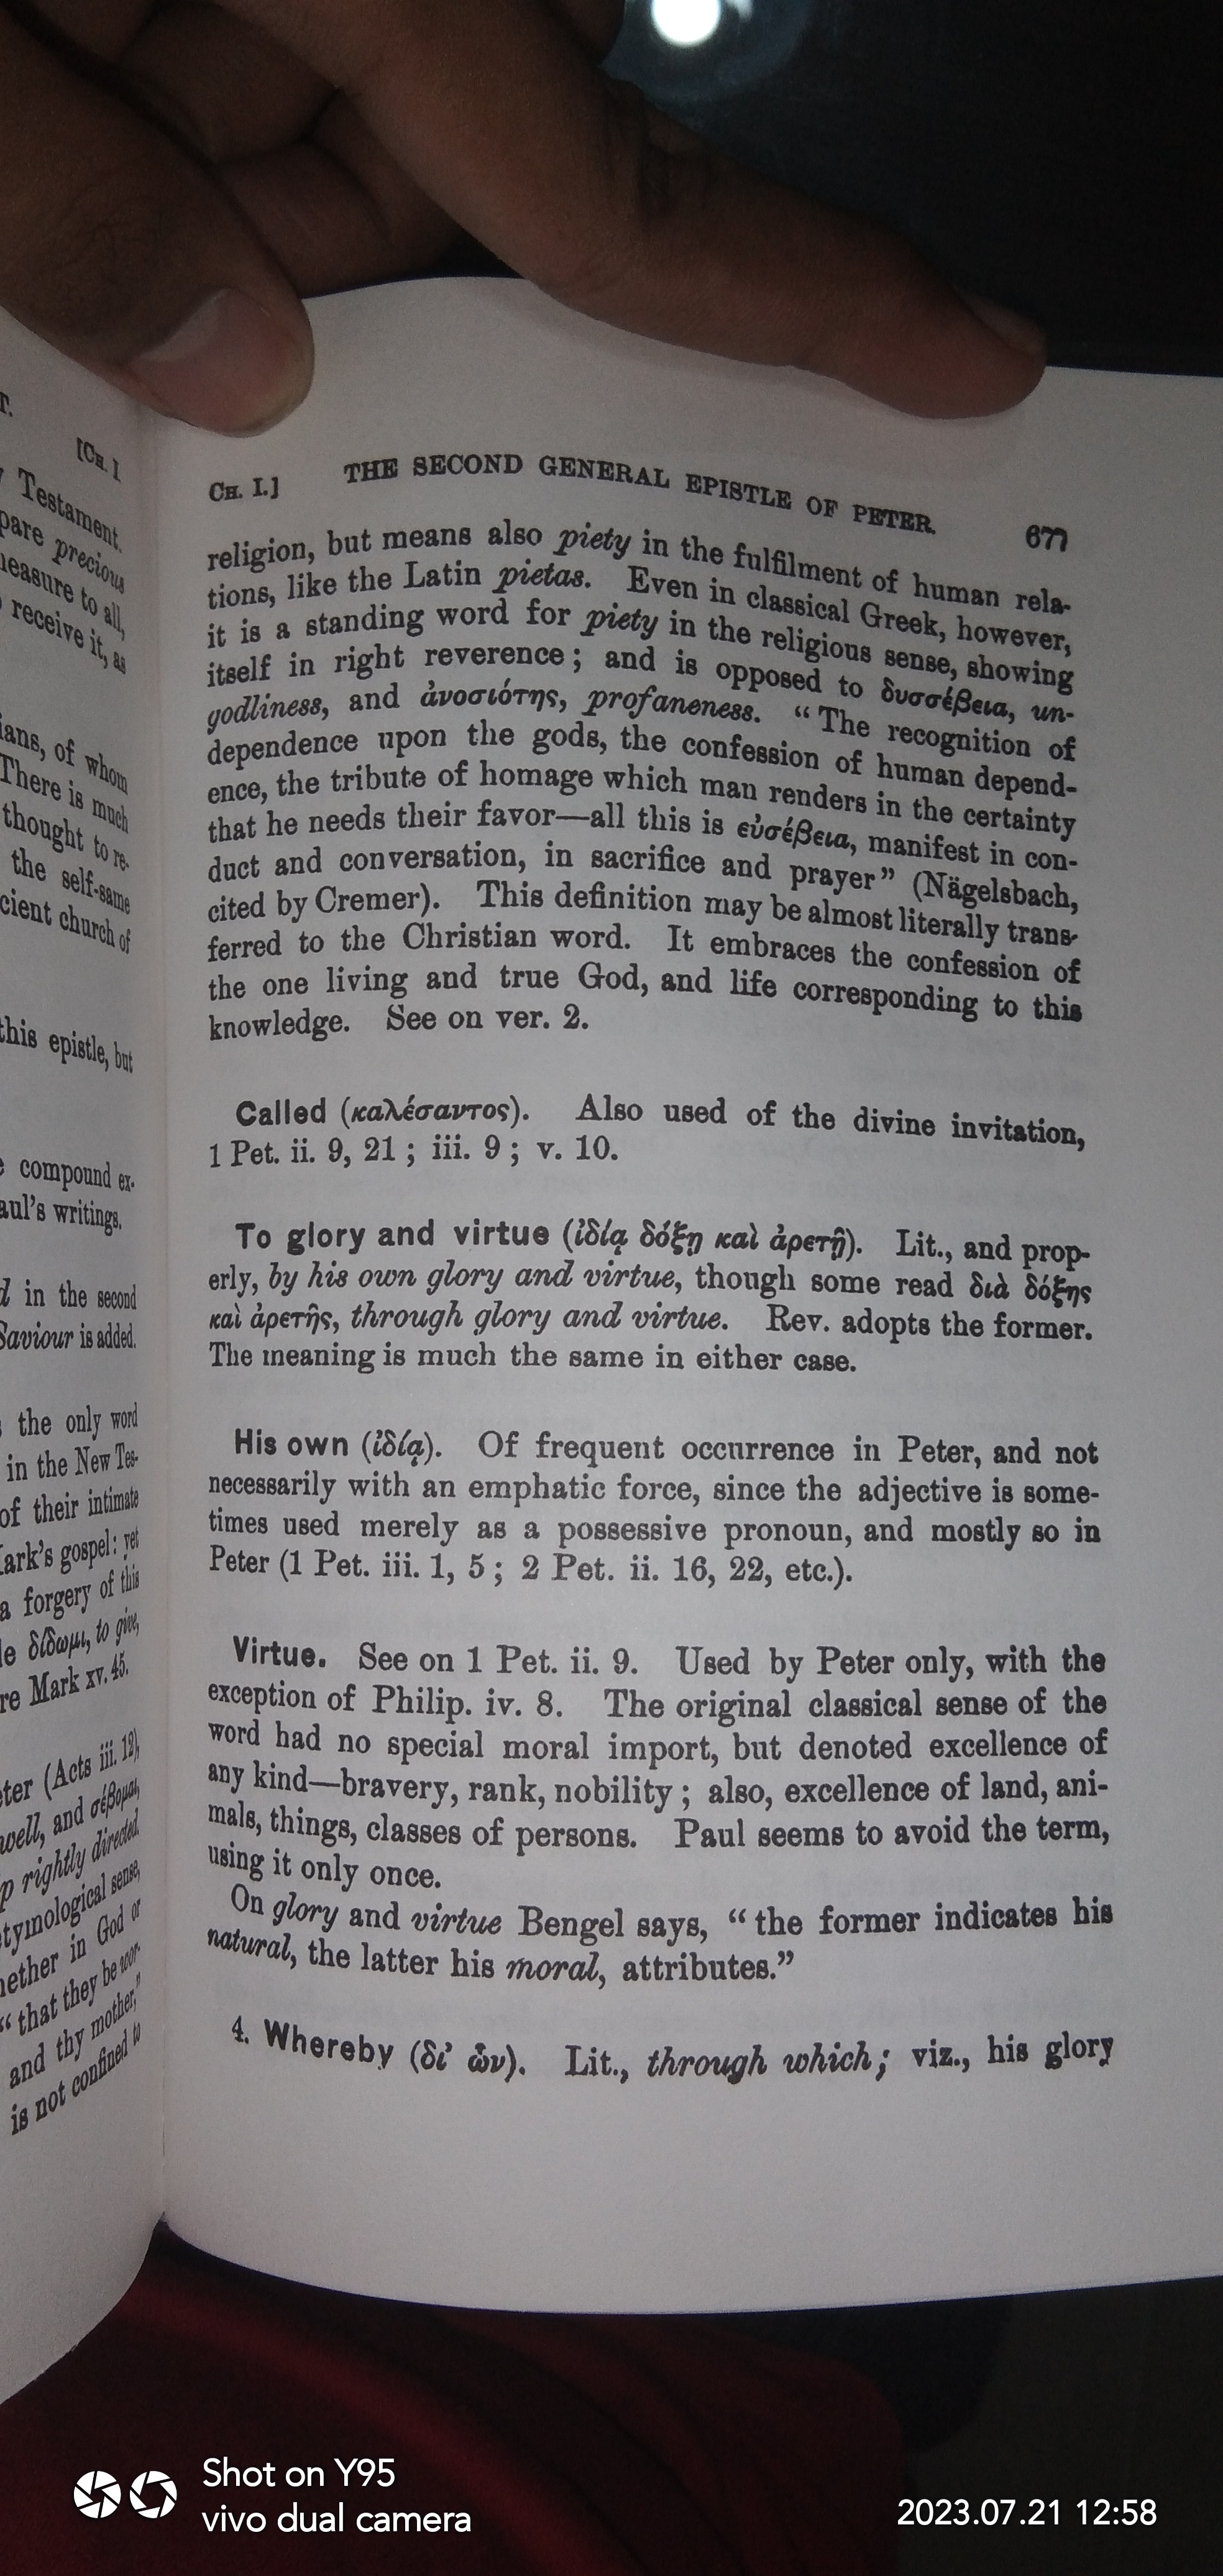 T.
[CH. I
Testament.
pare precious
measure to all,
receive it, as
ians, of whom
There is much
thought to re-
the self-same
cient church of
this epistle, but
compound ex-
aul's writings.
d in the second
Saviour is added.
the only word
in the New Tes-
of their intimate
ark's gospel: yet
a forgery of this
δίδωμι, to give,
re Mark xv. 45.
ter (Acts iii. 12),
well, and σέβομαι,
p rightly directed
tymological sense,
hether in God or
“that they be wor-
and thy mother,”
is not confined to
CH. I.] THE SECOND GENERAL EPISTLE OF PETER. 677
religion, but means also piety in the fulfilment of human rela-
tions, like the Latin pietas. Even in classical Greek, however,
it is a standing word for piety in the religious sense, showing
itself in right reverence; and is opposed to δυσσέβεια, un-
godliness, and ἀνοσιότης, profaneness. “The recognition of
dependence upon the gods, the confession of human depend-
ence, the tribute of homage which man renders in the certainty
that he needs their favor—all this is εὐσέβεια, manifest in con-
duct and conversation, in sacrifice and prayer” (Nägelsbach,
cited by Cremer). This definition may be almost literally trans-
ferred to the Christian word. It embraces the confession of
the one living and true God, and life corresponding to this
knowledge. See on ver. 2.
Called (καλέσαντος). Also used of the divine invitation,
1 Pet. ii. 9, 21; iii. 9; v. 10.
To glory and virtue (ἰδίᾳ δόξῃ καὶ ἀρετῇ). Lit., and prop-
erly, by his own glory and virtue, though some read διὰ δόξης
καὶ ἀρετῆς, through glory and virtue. Rev. adopts the former.
The meaning is much the same in either case.
His own (ἰδίᾳ). Of frequent occurrence in Peter, and not
necessarily with an emphatic force, since the adjective is some-
times used merely as a possessive pronoun, and mostly so in
Peter (1 Pet. iii. 1, 5; 2 Pet. ii. 16, 22, etc.).
Virtue. See on 1 Pet. ii. 9. Used by Peter only, with the
exception of Philip. iv. 8. The original classical sense of the
word had no special moral import, but denoted excellence of
any kind—bravery, rank, nobility; also, excellence of land, ani-
mals, things, classes of persons. Paul seems to avoid the term,
using it only once.
On glory and virtue Bengel says, “the former indicates his
natural, the latter his moral, attributes.”
4. Whereby (δι’ ὧν). Lit., through which; viz., his glory
Shot on Y95
vivo dual camera
2023.07.21 12:58